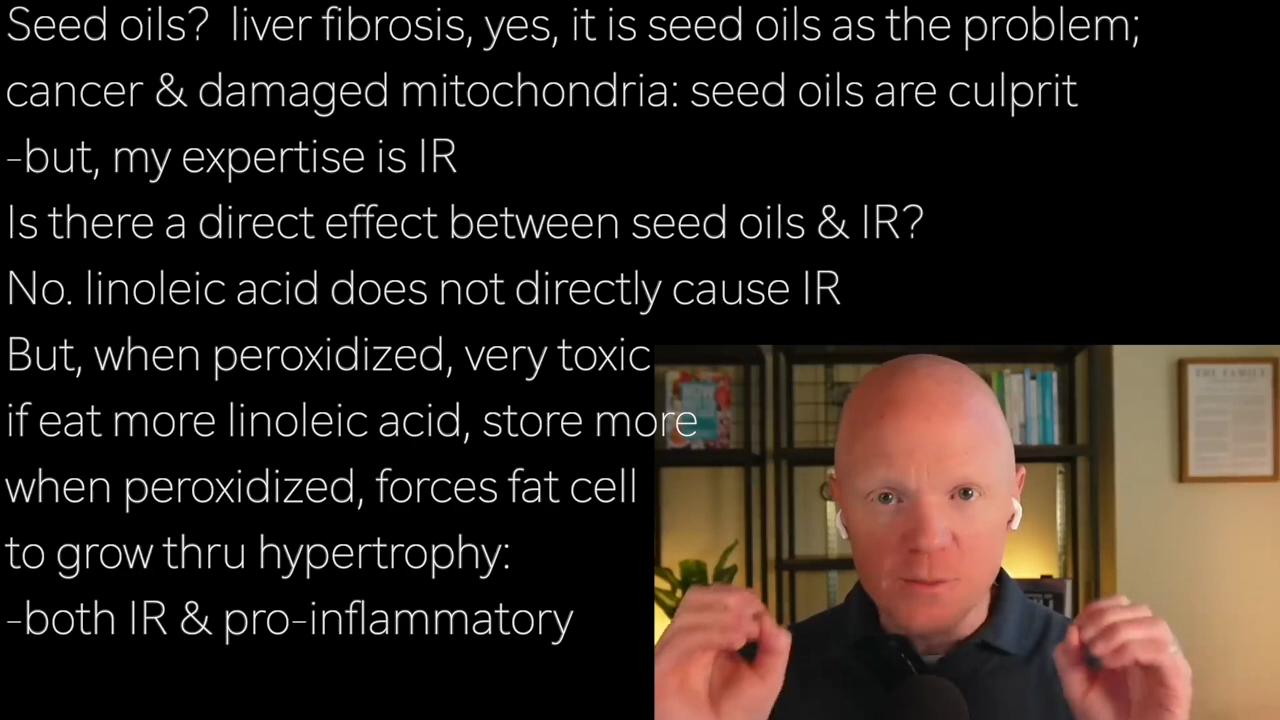 Seed oils?  liver fibrosis, yes, it is seed oils as the problem;
cancer & damaged mitochondria: seed oils are culprit
-but, my expertise is IR
Is there a direct effect between seed oils & IR?
No. linoleic acid does not directly cause IR
But, when peroxidized, very toxic
if eat more linoleic acid, store more
when peroxidized, forces fat cell
to grow thru hypertrophy:
-both IR & pro-inflammatory
THE FAMILY